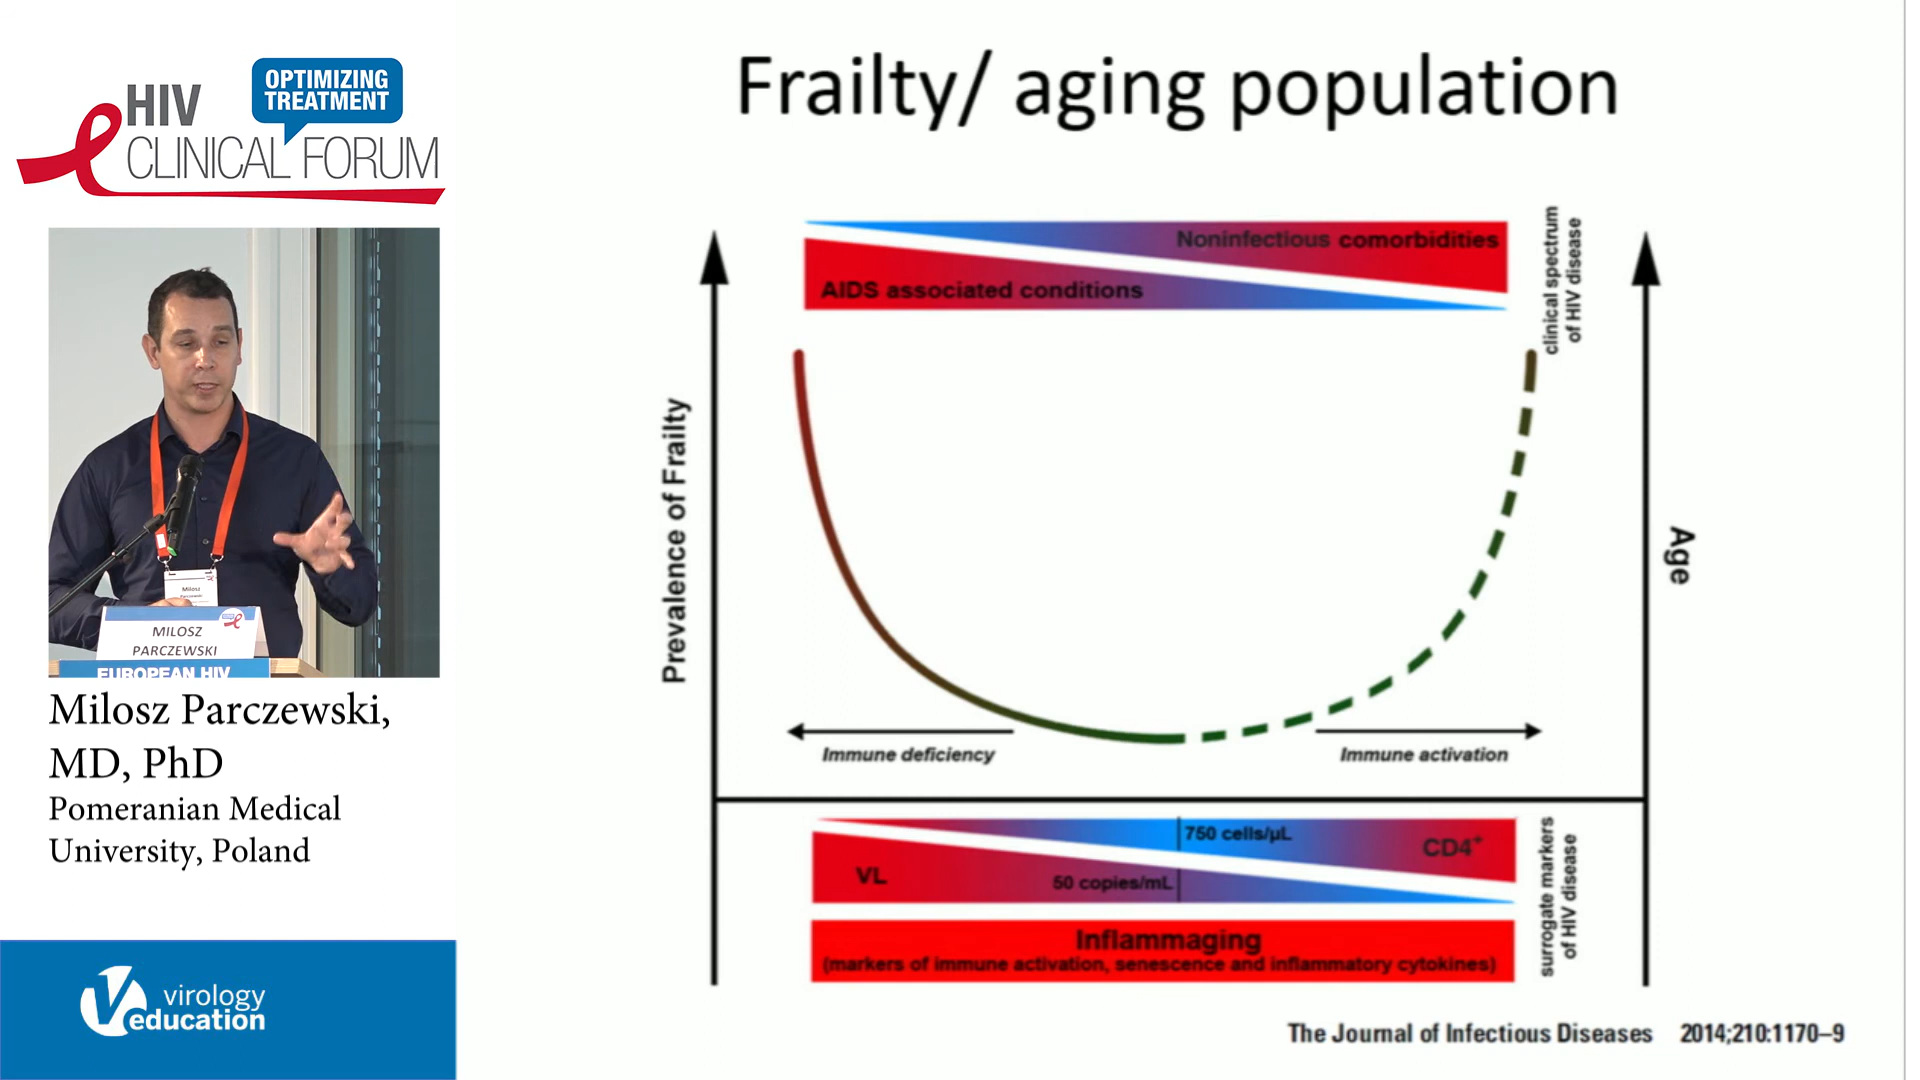 HIV
OPTIMIZING
TREATMENT
CLINICAL FORUM
Milosz
Parczewski
MILOSZ
PARCZEWSKI
EUROPEAN HIV
Milosz Parczewski,
MD, PhD
Pomeranian Medical
University, Poland
virology
education
Frailty/ aging population
Noninfectious comorbidities
AIDS associated conditions
clinical spectrum
of HIV disease
Prevalence of Frailty
Age
Immune deficiency
Immune activation
750 cells/µL
CD4⁺
VL
50 copies/mL
Inflammaging
(markers of immune activation, senescence and inflammatory cytokines)
surrogate markers
of HIV disease
The Journal of Infectious Diseases 2014;210:1170–9